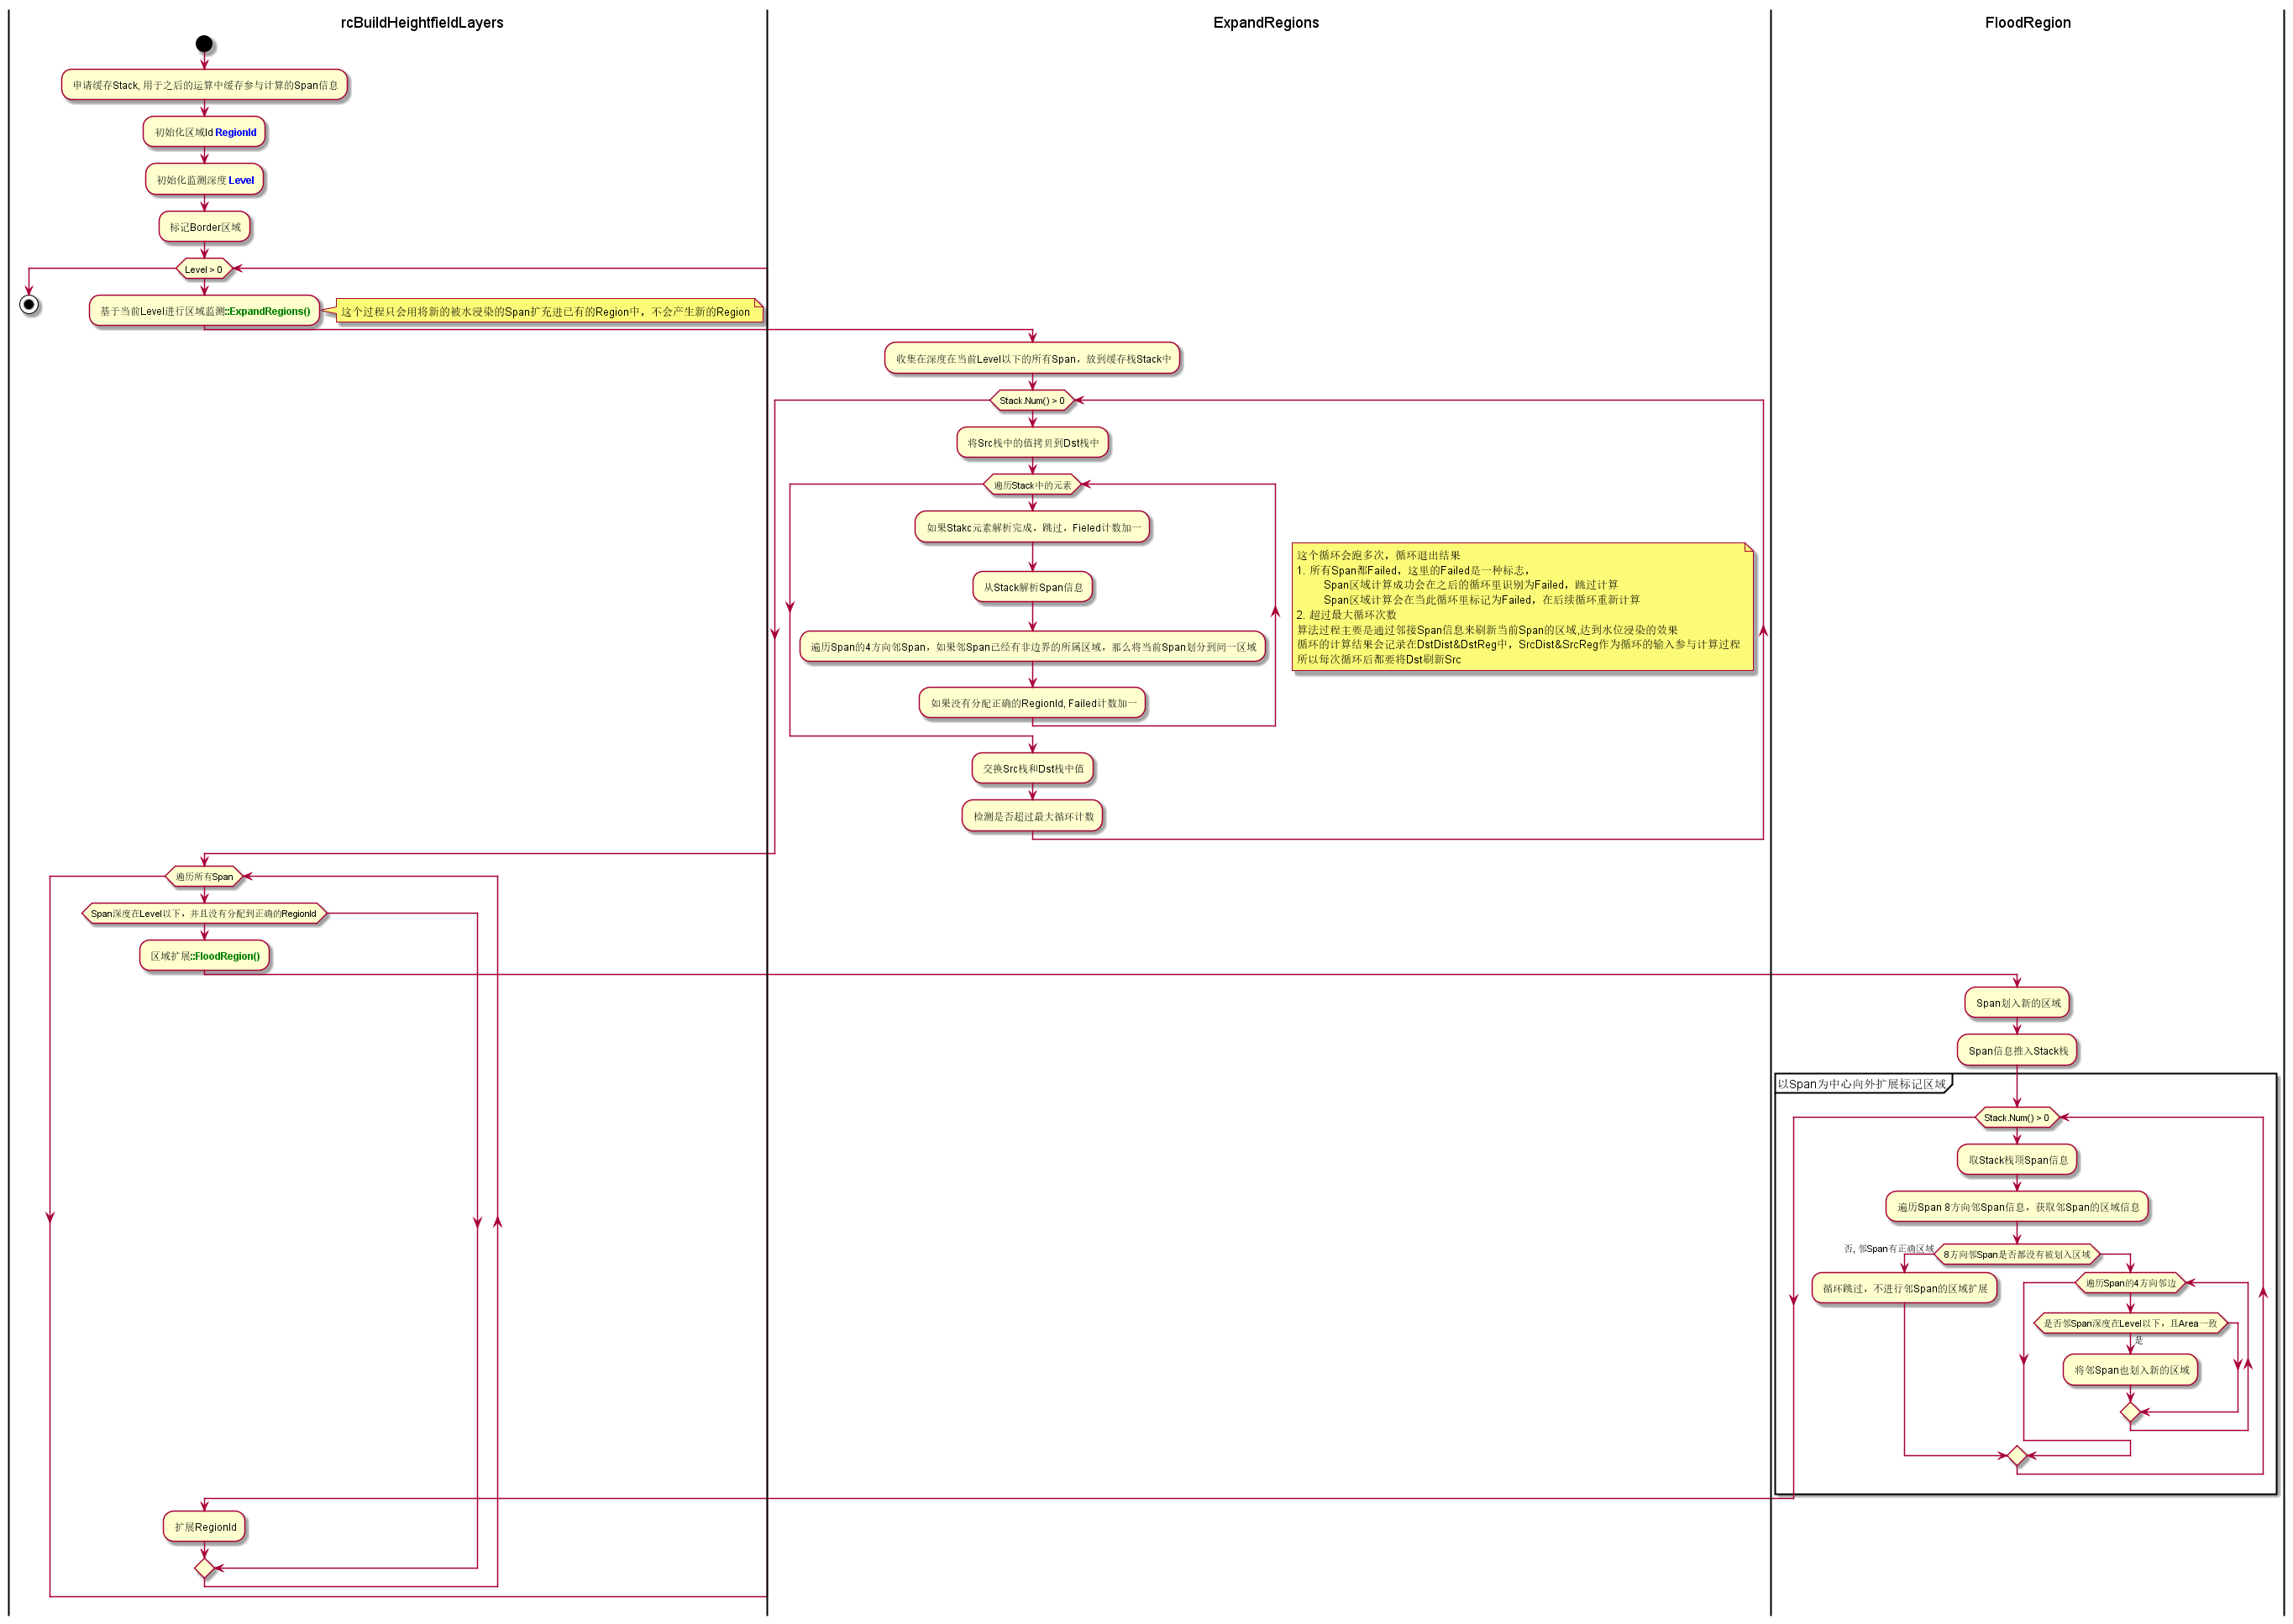 rcBuildHeightfieldLayers
ExpandRegions
FloodRegion
申请缓存Stack, 用于之后的运算中缓存参与计算的Span信息
初始化区域Id RegionId
初始化监测深度 Level
标记Border区域
Level > 0
基于当前Level进行区域监测::ExpandRegions()
这个过程只会用将新的被水浸染的Span扩充进已有的Region中，不会产生新的Region
收集在深度在当前Level以下的所有Span，放到缓存栈Stack中
Stack.Num() > 0
将Src栈中的值拷贝到Dst栈中
遍历Stack中的元素
如果Stakc元素解析完成，跳过，Fieled计数加一
从Stack解析Span信息
遍历Span的4方向邻Span，如果邻Span已经有非边界的所属区域，那么将当前Span划分到同一区域
如果没有分配正确的RegionId, Failed计数加一
这个循环会跑多次，循环退出结果
1. 所有Span都Failed，这里的Failed是一种标志，
Span区域计算成功会在之后的循环里识别为Failed，跳过计算
Span区域计算会在当此循环里标记为Failed，在后续循环重新计算
2. 超过最大循环次数
算法过程主要是通过邻接Span信息来刷新当前Span的区域,达到水位浸染的效果
循环的计算结果会记录在DstDist&DstReg中，SrcDist&SrcReg作为循环的输入参与计算过程
所以每次循环后都要将Dst刷新Src
交换Src栈和Dst栈中值
检测是否超过最大循环计数
遍历所有Span
Span深度在Level以下，并且没有分配到正确的RegionId
区域扩展::FloodRegion()
Span划入新的区域
Span信息推入Stack栈
以Span为中心向外扩展标记区域
Stack.Num() > 0
取Stack栈顶Span信息
遍历Span 8方向邻Span信息，获取邻Span的区域信息
否, 邻Span有正确区域
8方向邻Span是否都没有被划入区域
循环跳过，不进行邻Span的区域扩展
遍历Span的4方向邻边
是否邻Span深度在Level以下，且Area一致
是
将邻Span也划入新的区域
扩展RegionId